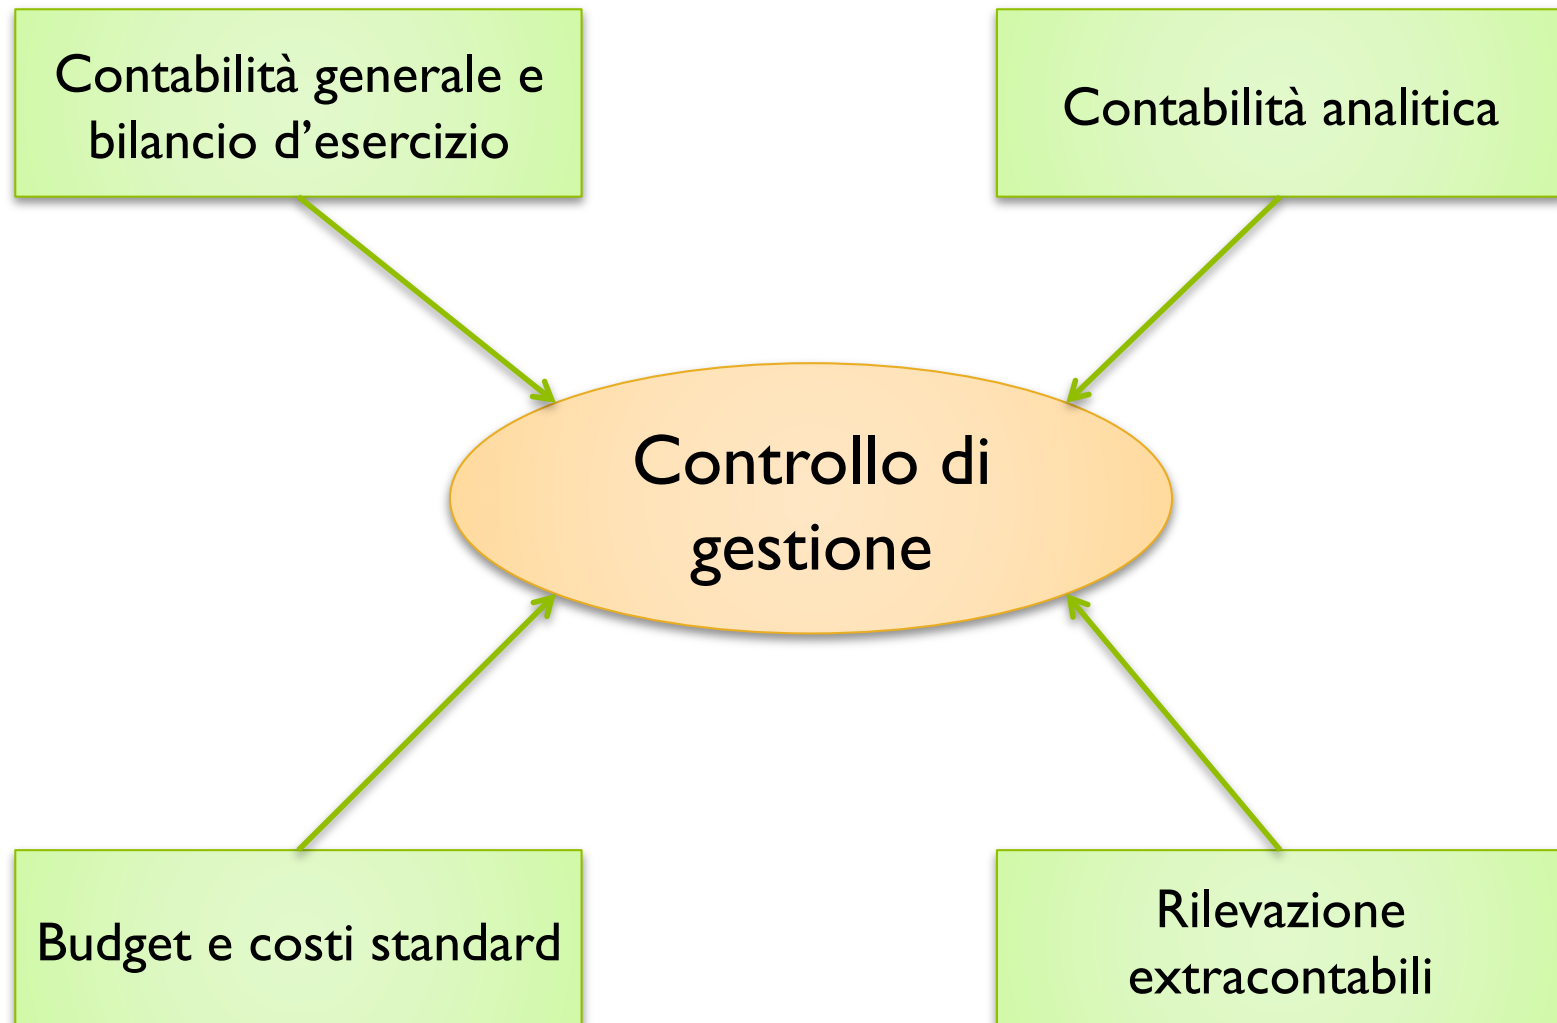 Contabilità generale e
bilancio d’esercizio
Contabilità analitica
Controllo di
gestione
Budget e costi standard
Rilevazione
extracontabili